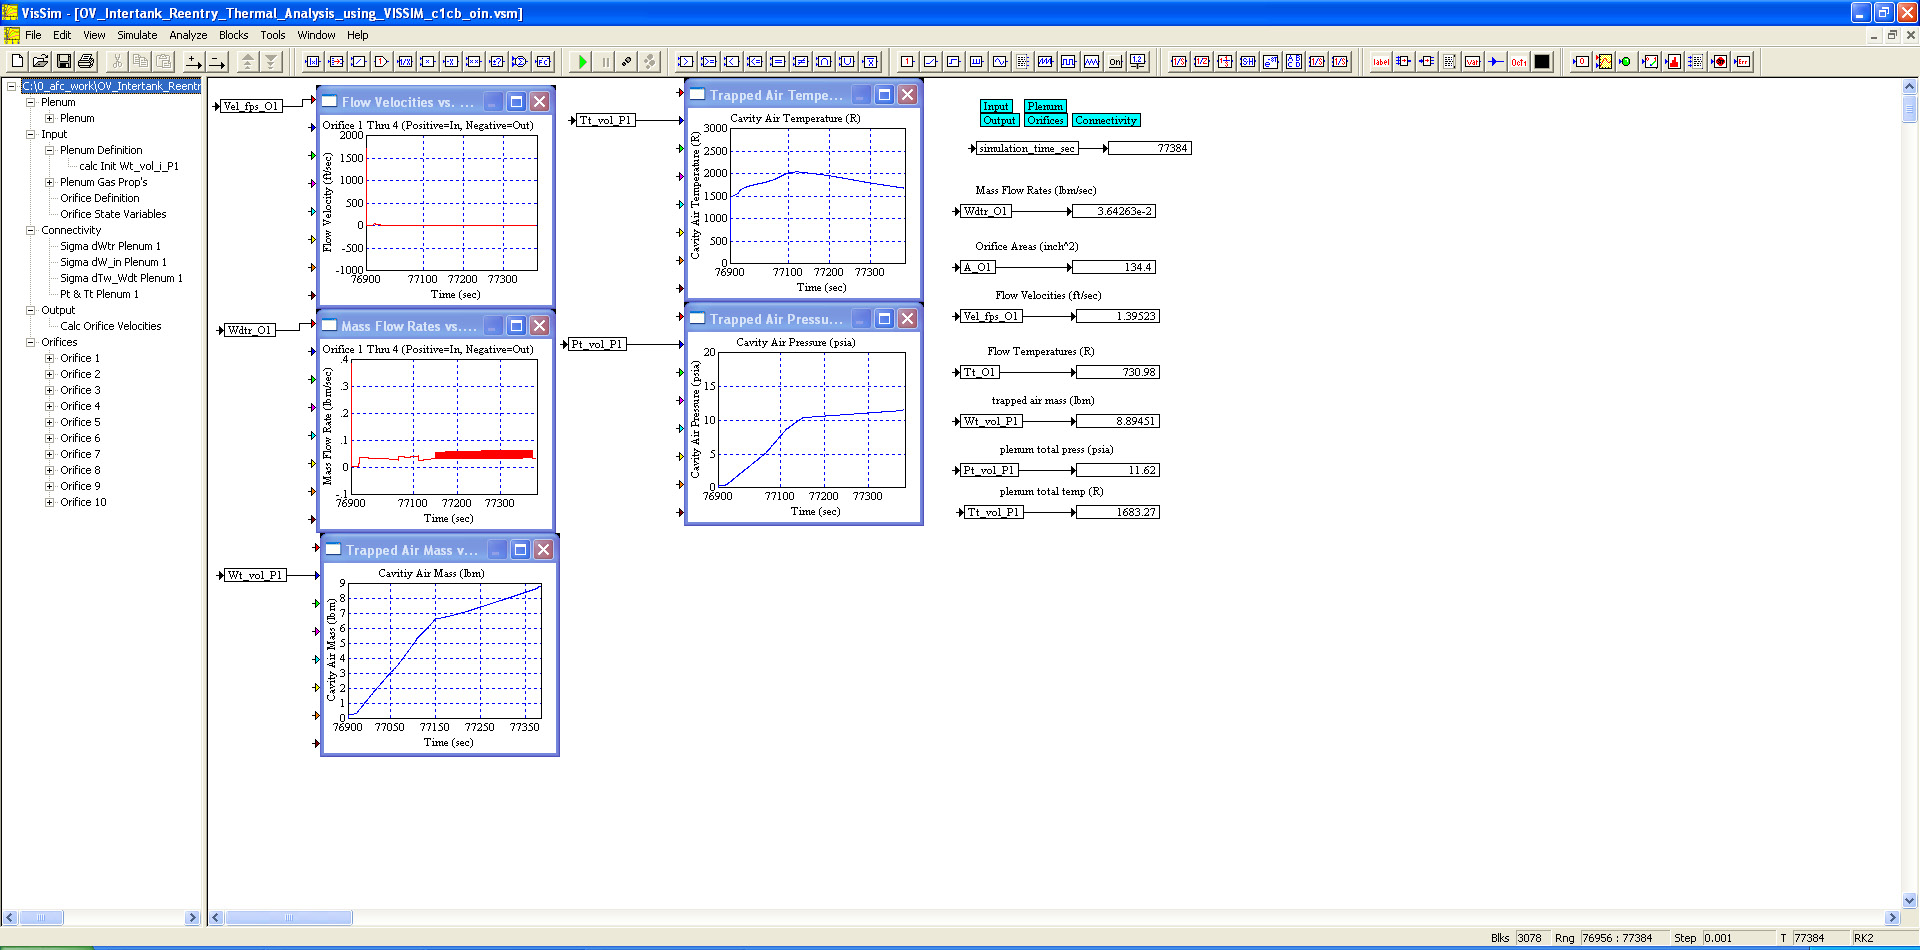 VisSim - [OV_Intertank_Reentry_Thermal_Analysis_using_VISSIM_c1cb_oin.vsm]
File Edit View Simulate Analyze Blocks Tools Window Help
C:\0_afc_work\OV_Intertank_Reentr
Plenum
Plenum
Input
Plenum Definition
calc Init Wt_vol_i_P1
Plenum Gas Prop's
Orifice Definition
Orifice State Variables
Connectivity
Sigma dWtr Plenum 1
Sigma dW_in Plenum 1
Sigma dTw_Wdt Plenum 1
Pt & Tt Plenum 1
Output
Calc Orifice Velocities
Orifices
Orifice 1
Orifice 2
Orifice 3
Orifice 4
Orifice 5
Orifice 6
Orifice 7
Orifice 8
Orifice 9
Orifice 10
Vel_fps_O1
Flow Velocities vs. ...
Orifice 1 Thru 4 (Positive=In, Negative=Out)
Flow Velocity (ft/sec)
2000
1500
1000
500
0
-500
-1000
76900 77100 77200 77300
Time (sec)
Wdtr_O1
Mass Flow Rates vs....
Orifice 1 Thru 4 (Positive=In, Negative=Out)
Mass Flow Rate (lbm/sec)
.4
.3
.2
.1
0
-.1
76900 77100 77200 77300
Time (sec)
Wt_vol_P1
Trapped Air Mass v...
Cavitiy Air Mass (lbm)
Cavity Air Mass (lbm)
9
8
7
6
5
4
3
2
1
0
76900 77050 77150 77250 77350
Time (sec)
Tt_vol_P1
Trapped Air Tempe...
Cavity Air Temperature (R)
Cavity Air Temperature (R)
3000
2500
2000
1500
1000
500
0
76900 77100 77200 77300
Time (sec)
Pt_vol_P1
Trapped Air Pressu...
Cavity Air Pressure (psia)
Cavity Air Pressure (psia)
20
15
10
5
0
76900 77100 77200 77300
Time (sec)
Input Plenum
Output Orifices Connectivity
simulation_time_sec 77384
Mass Flow Rates (lbm/sec)
Wdtr_O1 3.64263e-2
Orifice Areas (inch^2)
A_O1 134.4
Flow Velocities (ft/sec)
Vel_fps_O1 1.39523
Flow Temperatures (R)
Tt_O1 730.98
trapped air mass (lbm)
Wt_vol_P1 8.89451
plenum total press (psia)
Pt_vol_P1 11.62
plenum total temp (R)
Tt_vol_P1 1683.27
Blks 3078 Rng 76956 : 77384 Step 0.001 T 77384 RK2